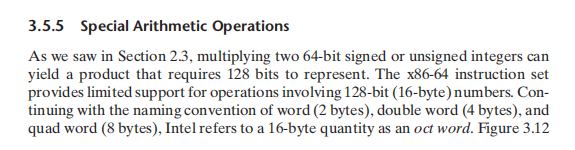 3.5.5 Special Arithmetic Operations
As we saw in Section 2.3, multiplying two 64-bit signed or unsigned integers can
yield a product that requires 128 bits to represent. The x86-64 instruction set
provides limited support for operations involving 128-bit (16-byte) numbers. Con-
tinuing with the naming convention of word (2 bytes), double word (4 bytes), and
quad word (8 bytes), Intel refers to a 16-byte quantity as an oct word. Figure 3.12